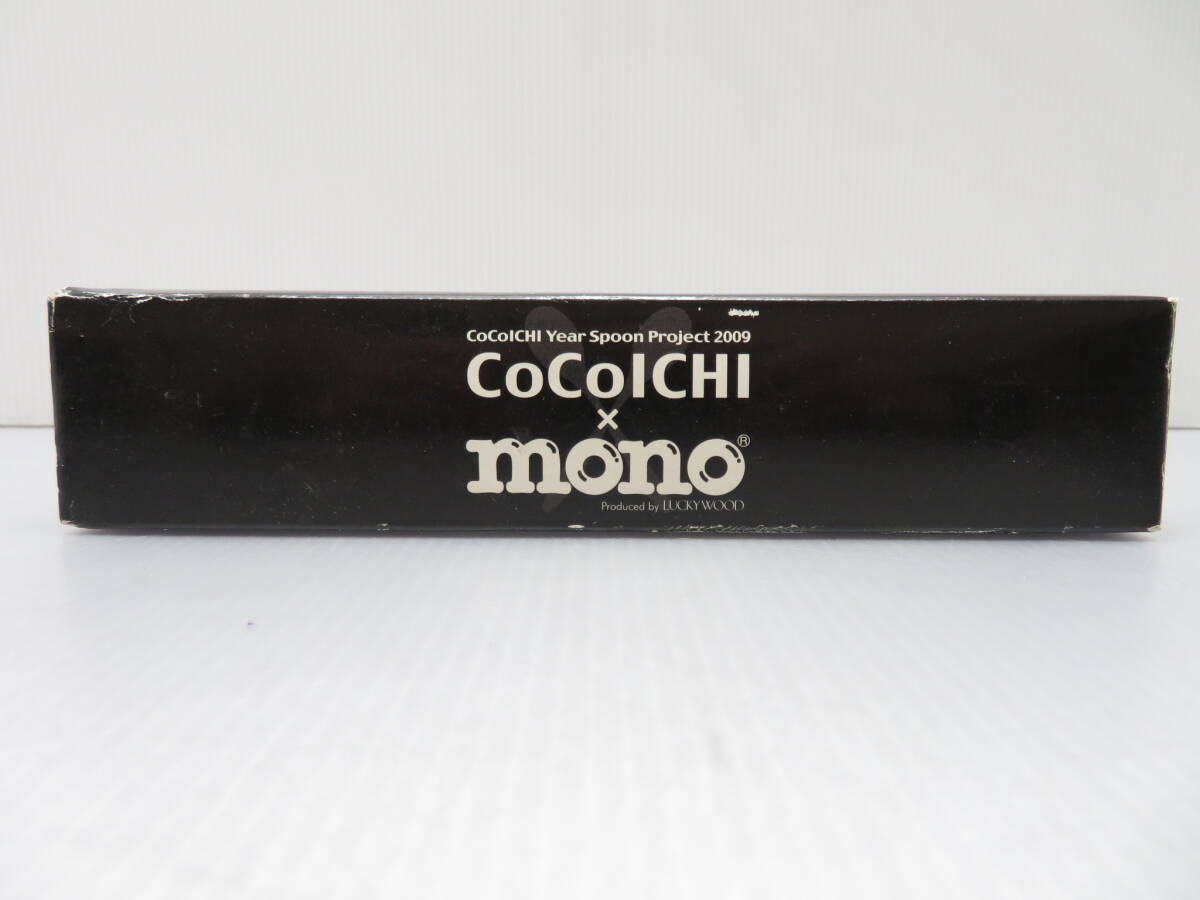 CoCoICHI Year Spoon Project 2009
CoCoICHI
×
mono®
Produced by LUCKYWOOD